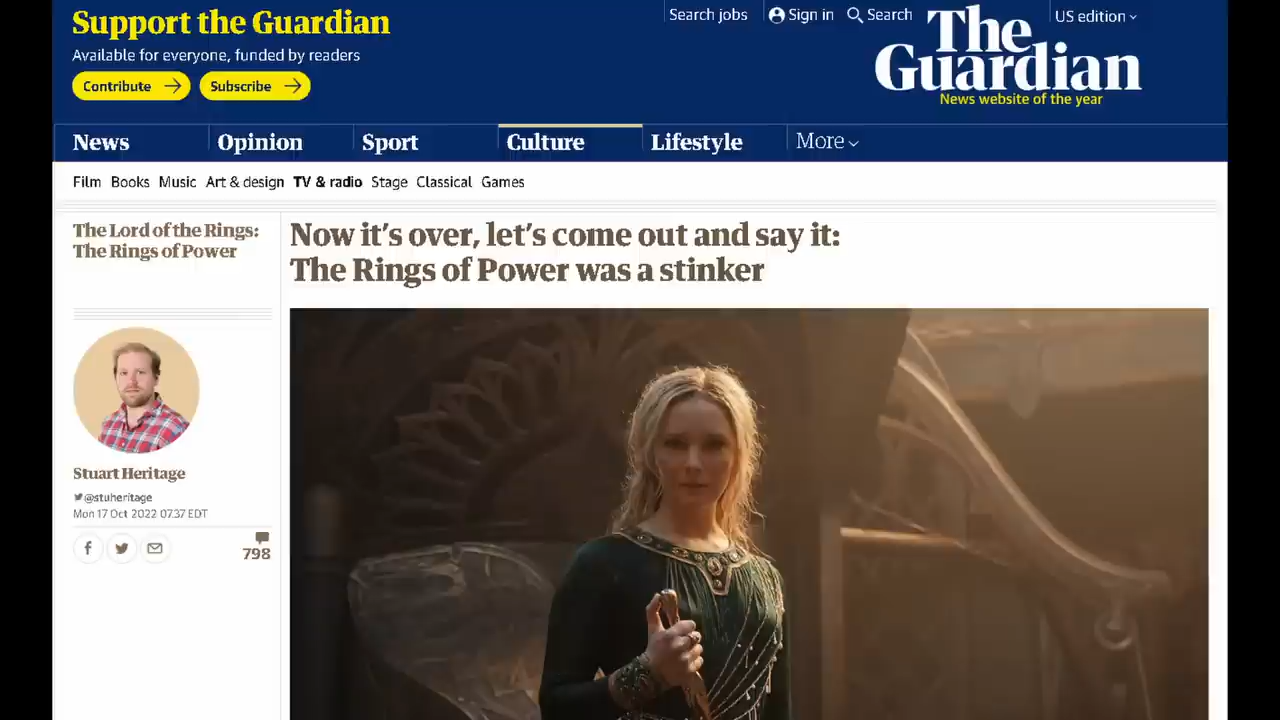 Support the Guardian
Available for everyone, funded by readers
Contribute
Subscribe
Search jobs
Sign in
Search
US edition
The
Guardian
News website of the year
News
Opinion
Sport
Culture
Lifestyle
More
Film Books Music Art & design TV & radio Stage Classical Games
The Lord of the Rings:
The Rings of Power
Now it's over, let's come out and say it:
The Rings of Power was a stinker
Stuart Heritage
@stuheritage
Mon 17 Oct 2022 07.37 EDT
798